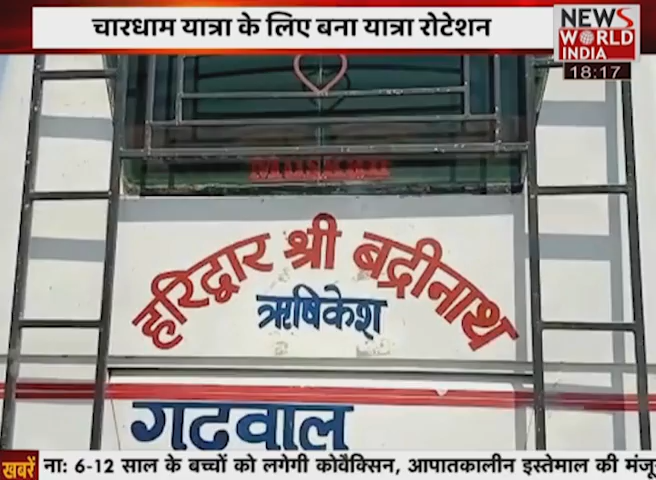 चारधाम यात्रा के लिए बना यात्रा रोटेशन
NEWS
WORLD
INDIA
18:17
Muskan
हरिद्वार श्री बद्रीनाथ
ऋषिकेश
गढवाल
खबरें ना: 6-12 साल के बच्चों को लगेगी कोवैक्सिन, आपातकालीन इस्तेमाल की मंजू